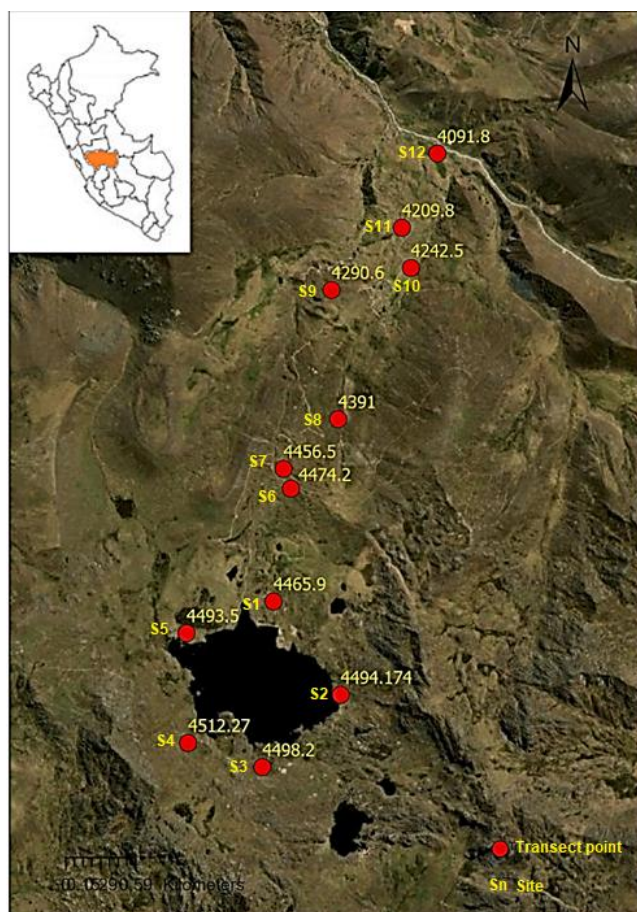 N
4091.8
S12
4209.8
S11
4242.5
S10
4290.6
S9
4391
S8
4456.5
S7
4474.2
S6
4465.9
S1
4493.5
S5
4494.174
S2
4512.27
S4
4498.2
S3
Transect point
Sn Site
Kilometers